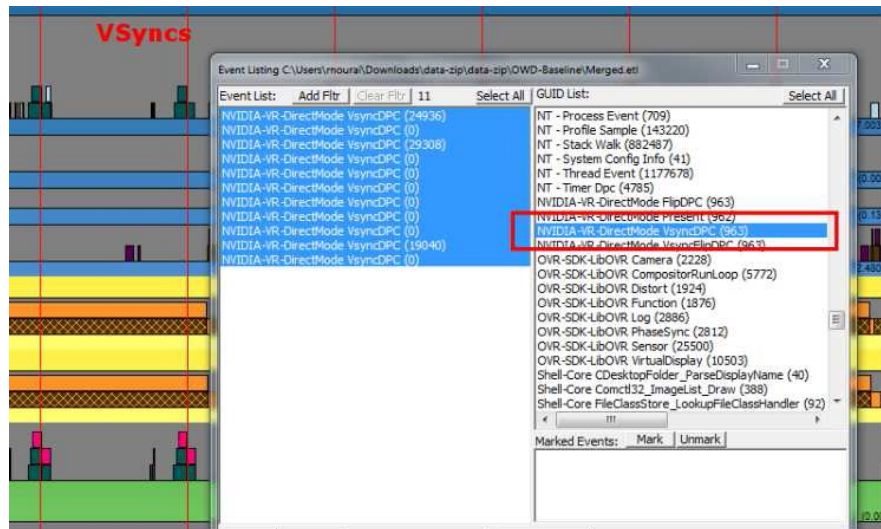 VSyncs
Event Listing C:\Users\rnourai\Downloads\data-zip\data-zip\OWD-Baseline\Merged.etl
Event List: Add Fltr Clear Fltr 11 Select All GUID List: Select All
NVIDIA-VR-DirectMode VsyncDPC (24936)
NVIDIA-VR-DirectMode VsyncDPC (0)
NVIDIA-VR-DirectMode VsyncDPC (29308)
NVIDIA-VR-DirectMode VsyncDPC (0)
NVIDIA-VR-DirectMode VsyncDPC (0)
NVIDIA-VR-DirectMode VsyncDPC (0)
NVIDIA-VR-DirectMode VsyncDPC (0)
NVIDIA-VR-DirectMode VsyncDPC (0)
NVIDIA-VR-DirectMode VsyncDPC (0)
NVIDIA-VR-DirectMode VsyncDPC (19040)
NVIDIA-VR-DirectMode VsyncDPC (0)
NT - Process Event (709)
NT - Profile Sample (143220)
NT - Stack Walk (882487)
NT - System Config Info (41)
NT - Thread Event (1177678)
NT - Timer Dpc (4785)
NVIDIA-VR-DirectMode FlipDPC (963)
NVIDIA-VR-DirectMode Present (962)
NVIDIA-VR-DirectMode VsyncDPC (963)
NVIDIA-VR-DirectMode VsyncFlipDPC (963)
OVR-SDK-LibOVR Camera (2228)
OVR-SDK-LibOVR CompositorRunLoop (5772)
OVR-SDK-LibOVR Distort (1924)
OVR-SDK-LibOVR Function (1876)
OVR-SDK-LibOVR Log (2886)
OVR-SDK-LibOVR PhaseSync (2812)
OVR-SDK-LibOVR Sensor (25500)
OVR-SDK-LibOVR VirtualDisplay (10503)
Shell-Core CDesktopFolder_ParseDisplayName (40)
Shell-Core Comctl32_ImageList_Draw (388)
Shell-Core FileClassStore_LookupFileClassHandler (92)
Marked Events: Mark Unmark